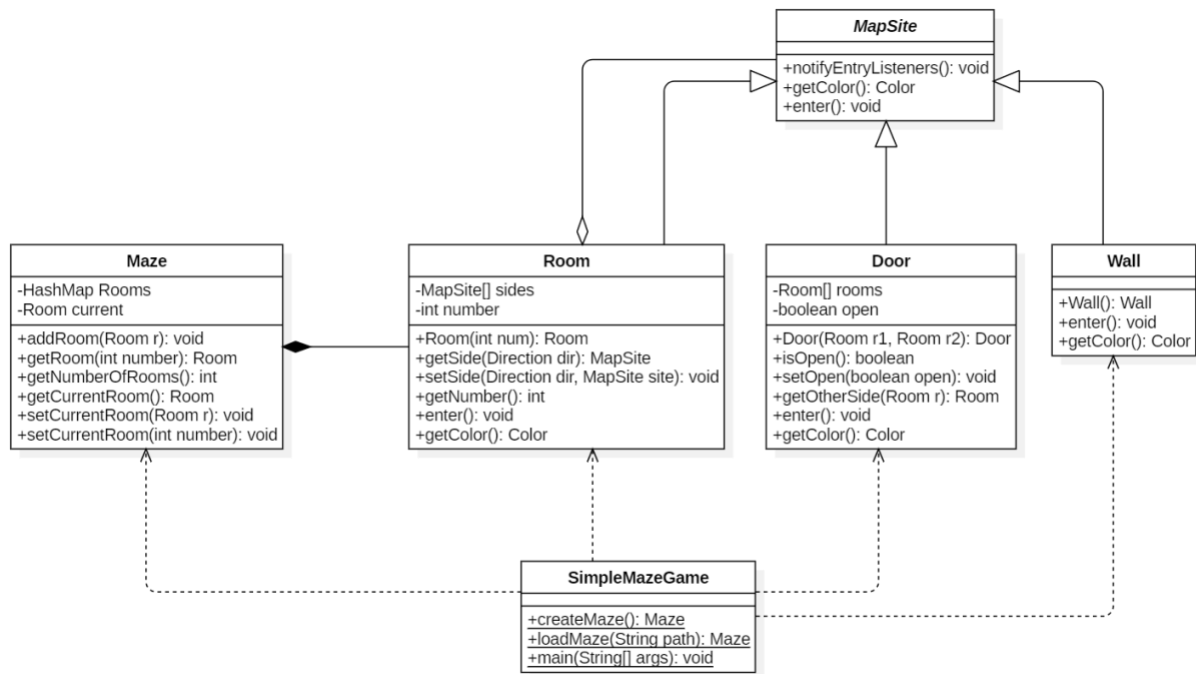 MapSite
+notifyEntryListeners(): void
+getColor(): Color
+enter(): void
Maze
-HashMap Rooms
-Room current
+addRoom(Room r): void
+getRoom(int number): Room
+getNumberOfRooms(): int
+getCurrentRoom(): Room
+setCurrentRoom(Room r): void
+setCurrentRoom(int number): void
Room
-MapSite[] sides
-int number
+Room(int num): Room
+getSide(Direction dir): MapSite
+setSide(Direction dir, MapSite site): void
+getNumber(): int
+enter(): void
+getColor(): Color
Door
-Room[] rooms
-boolean open
+Door(Room r1, Room r2): Door
+isOpen(): boolean
+setOpen(boolean open): void
+getOtherSide(Room r): Room
+enter(): void
+getColor(): Color
Wall
+Wall(): Wall
+enter(): void
+getColor(): Color
SimpleMazeGame
+createMaze(): Maze
+loadMaze(String path): Maze
+main(String[] args): void